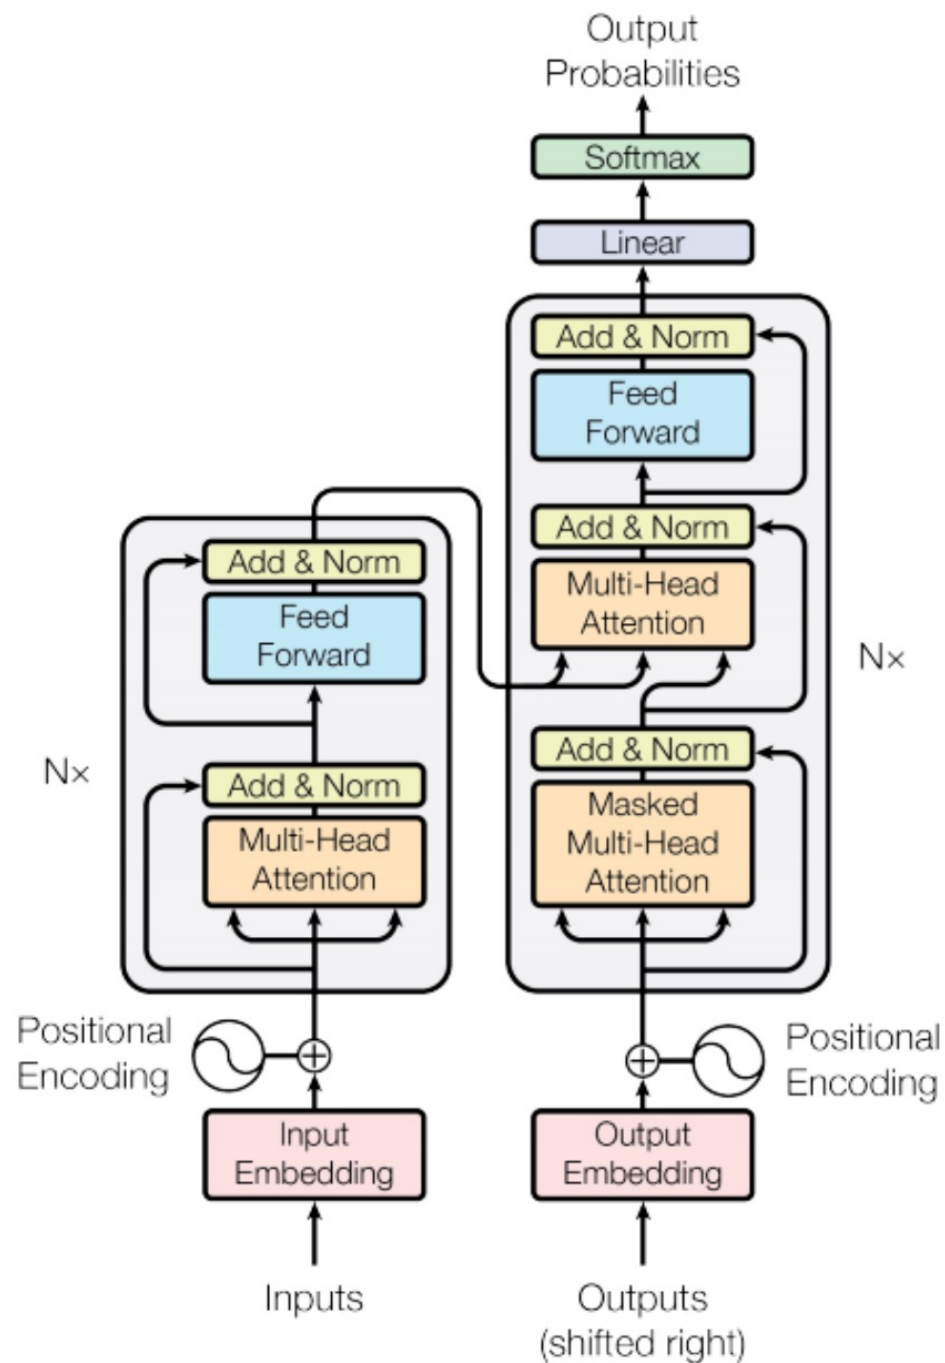 Output
Probabilities
Softmax
Linear
Add & Norm
Feed
Forward
Add & Norm
Multi-Head
Attention
Nx
Add & Norm
Masked
Multi-Head
Attention
Add & Norm
Feed
Forward
Nx
Add & Norm
Multi-Head
Attention
Positional
Encoding
Positional
Encoding
Input
Embedding
Output
Embedding
Inputs
Outputs
(shifted right)